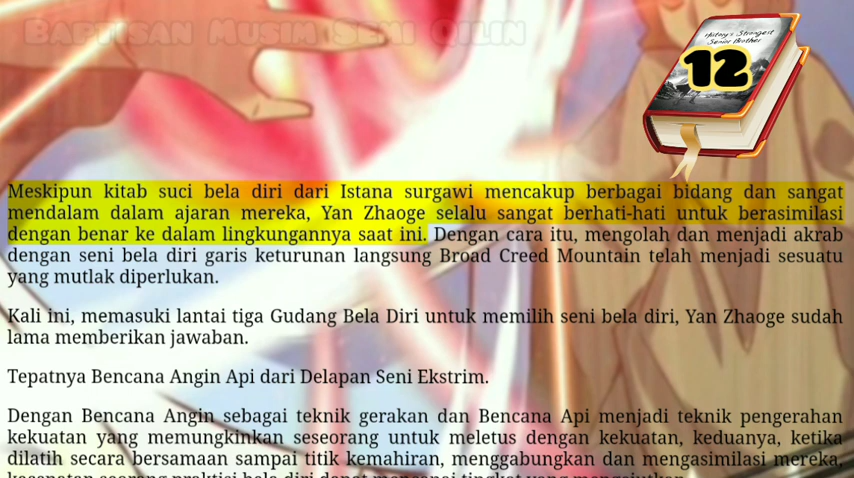 Baptisan Musim Semi Qilin
History's Strongest
Senior Brother
12
Meskipun kitab suci bela diri dari Istana surgawi mencakup berbagai bidang dan sangat
mendalam dalam ajaran mereka, Yan Zhaoge selalu sangat berhati-hati untuk berasimilasi
dengan benar ke dalam lingkungannya saat ini. Dengan cara itu, mengolah dan menjadi akrab
dengan seni bela diri garis keturunan langsung Broad Creed Mountain telah menjadi sesuatu
yang mutlak diperlukan.
Kali ini, memasuki lantai tiga Gudang Bela Diri untuk memilih seni bela diri, Yan Zhaoge sudah
lama memberikan jawaban.
Tepatnya Bencana Angin Api dari Delapan Seni Ekstrim.
Dengan Bencana Angin sebagai teknik gerakan dan Bencana Api menjadi teknik pengerahan
kekuatan yang memungkinkan seseorang untuk meletus dengan kekuatan, keduanya, ketika
dilatih secara bersamaan sampai titik kemahiran, menggabungkan dan mengasimilasi mereka,